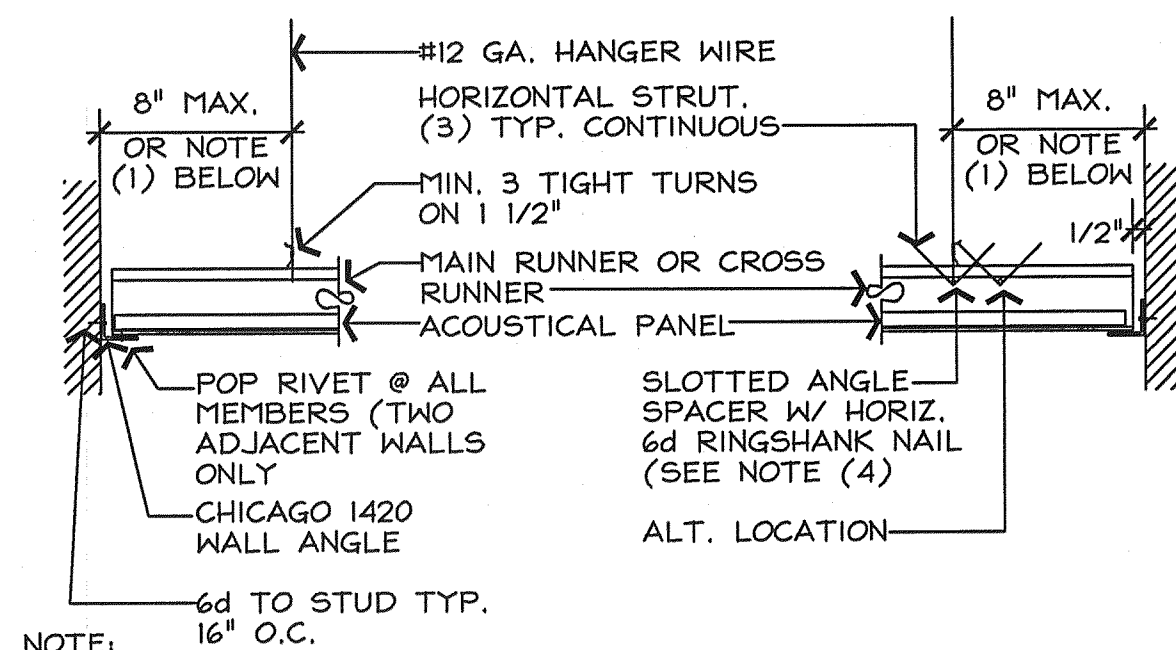 #12 GA. HANGER WIRE
8" MAX.
OR NOTE
(1) BELOW
HORIZONTAL STRUT.
(3) TYP. CONTINUOUS
8" MAX.
OR NOTE
(1) BELOW
MIN. 3 TIGHT TURNS
ON 1 1/2"
1/2"
MAIN RUNNER OR CROSS
RUNNER
ACOUSTICAL PANEL
POP RIVET @ ALL
MEMBERS (TWO
ADJACENT WALLS
ONLY
CHICAGO 1420
WALL ANGLE
6d TO STUD TYP.
16" O.C.
SLOTTED ANGLE
SPACER W/ HORIZ.
6d RINGSHANK NAIL
(SEE NOTE (4)
ALT. LOCATION
NOTE: